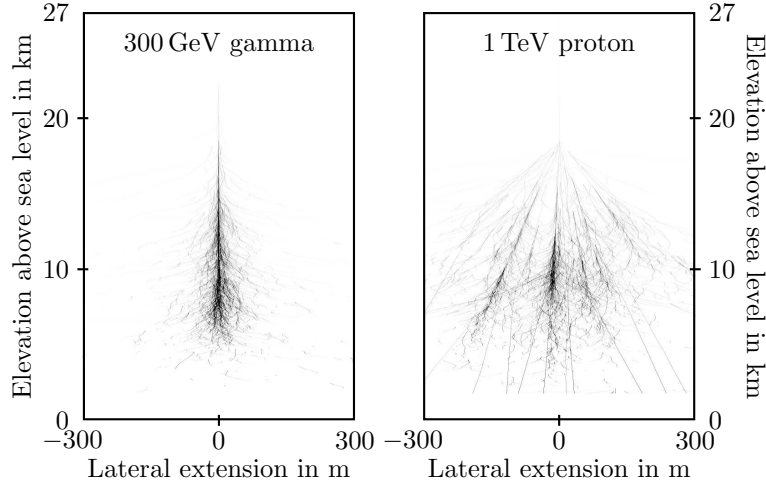 27
20
10
0
Elevation above sea level in km
300 GeV gamma
−300
0
300
Lateral extension in m
1 TeV proton
−300
0
300
Lateral extension in m
27
20
10
0
Elevation above sea level in km